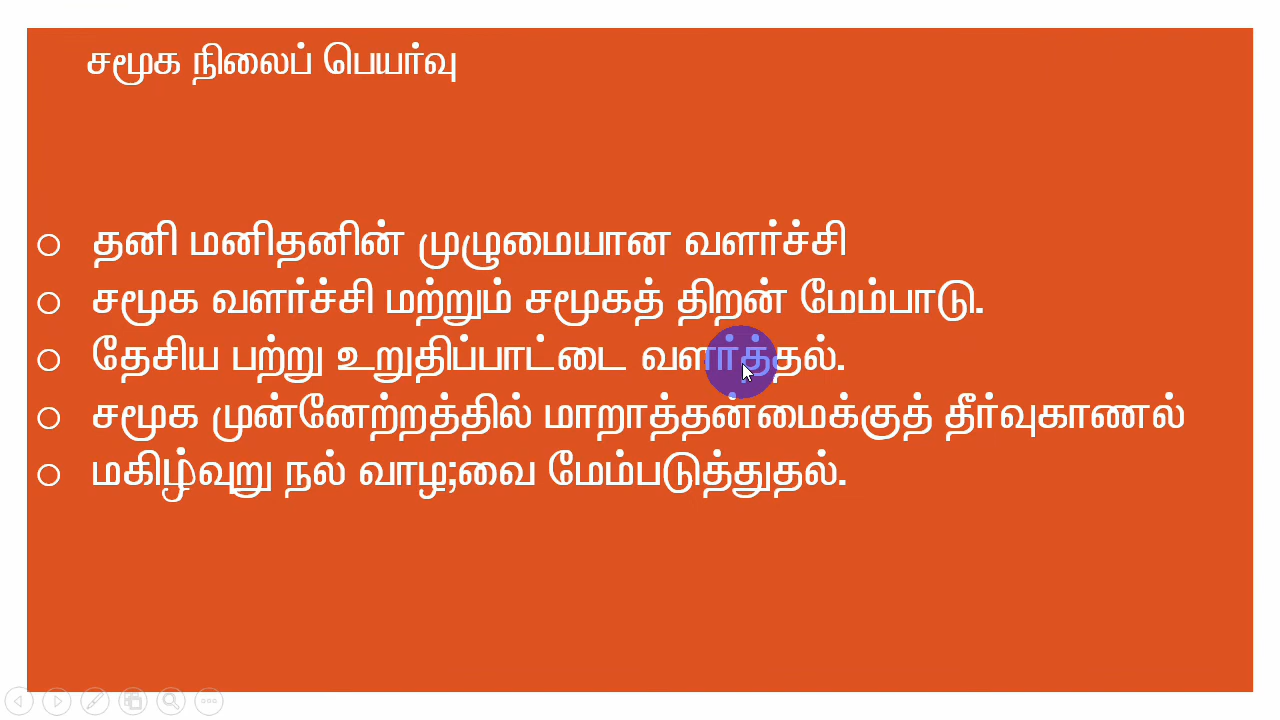 சமூக நிலைப் பெயர்வு
தனி மனிதனின் முழுமையான வளர்ச்சி
சமூக வளர்ச்சி மற்றும் சமூகத் திறன் மேம்பாடு.
தேசிய பற்று உறுதிப்பாட்டை வளர்த்தல்.
சமூக முன்னேற்றத்தில் மாறாத்தன்மைக்குத் தீர்வுகாணல்
மகிழ்வுறு நல் வாழ;வை மேம்படுத்துதல்.